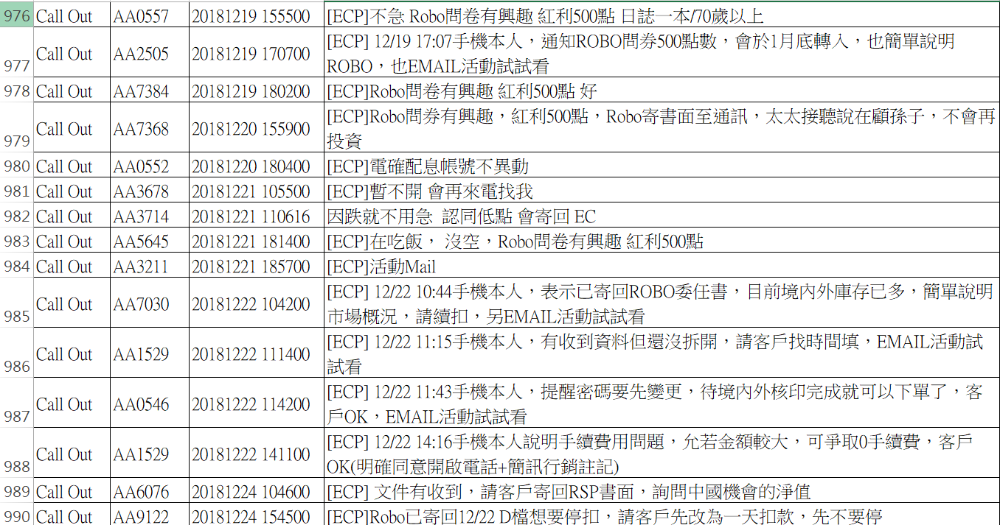 976 Call Out AA0557 20181219 155500 [ECP]不急 Robo問卷有興趣 紅利500點 日誌一本/70歲以上
977 Call Out AA2505 20181219 170700 [ECP] 12/19 17:07手機本人，通知ROBO問券500點數，會於1月底轉入，也簡單說明
ROBO，也EMAIL活動試試看
978 Call Out AA7384 20181219 180200 [ECP]Robo問卷有興趣 紅利500點 好
979 Call Out AA7368 20181220 155900 [ECP]Robo問券有興趣，紅利500點，Robo寄書面至通訊，太太接聽說在顧孫子，不會再
投資
980 Call Out AA0552 20181220 180400 [ECP]電確配息帳號不異動
981 Call Out AA3678 20181221 105500 [ECP]暫不開 會再來電找我
982 Call Out AA3714 20181221 110616 因跌就不用急 認同低點 會寄回 EC
983 Call Out AA5645 20181221 181400 [ECP]在吃飯， 沒空，Robo問卷有興趣 紅利500點
984 Call Out AA3211 20181221 185700 [ECP]活動Mail
985 Call Out AA7030 20181222 104200 [ECP] 12/22 10:44手機本人，表示已寄回ROBO委任書，目前境內外庫存已多，簡單說明
市場概況，請續扣，另EMAIL活動試試看
986 Call Out AA1529 20181222 111400 [ECP] 12/22 11:15手機本人，有收到資料但還沒拆開，請客戶找時間填，EMAIL活動試
試看
987 Call Out AA0546 20181222 114200 [ECP] 12/22 11:43手機本人，提醒密碼要先變更，待境內外核印完成就可以下單了，客
戶OK，EMAIL活動試試看
988 Call Out AA1529 20181222 141100 [ECP] 12/22 14:16手機本人說明手續費用問題，允若金額較大，可爭取0手續費，客戶
OK(明確同意開啟電話+簡訊行銷註記)
989 Call Out AA6076 20181224 104600 [ECP] 文件有收到，請客戶寄回RSP書面，詢問中國機會的淨值
990 Call Out AA9122 20181224 154500 [ECP]Robo已寄回12/22 D檔想要停扣，請客戶先改為一天扣款，先不要停